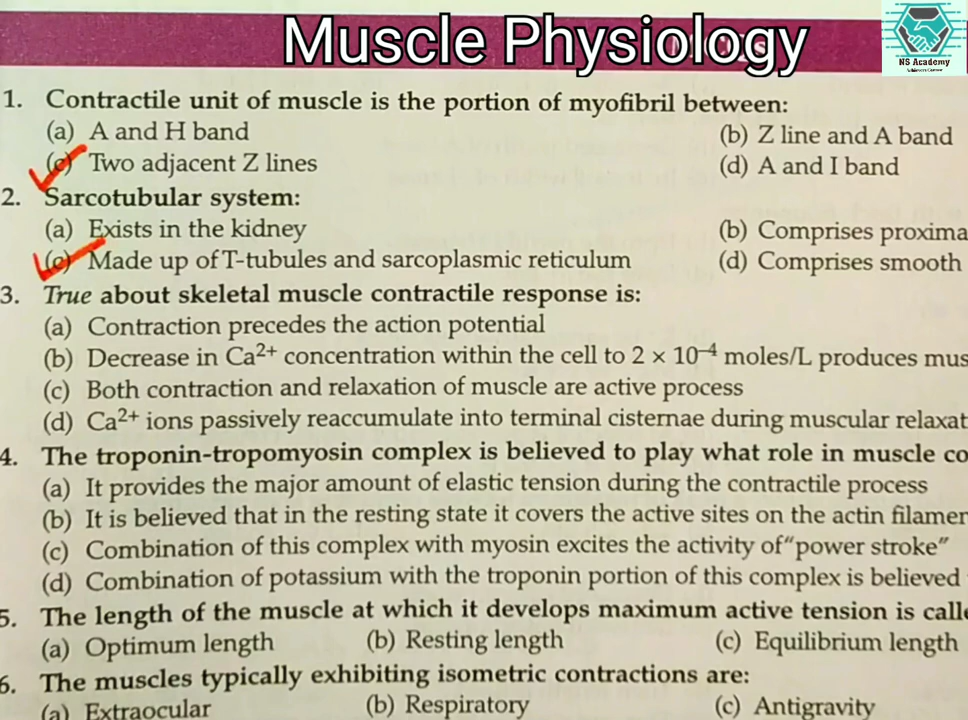 Muscle Physiology
NS Academy
1. Contractile unit of muscle is the portion of myofibril between:
(a) A and H band (b) Z line and A band
(c) Two adjacent Z lines (d) A and I band
2. Sarcotubular system:
(a) Exists in the kidney (b) Comprises proxima
(c) Made up of T-tubules and sarcoplasmic reticulum (d) Comprises smooth
3. True about skeletal muscle contractile response is:
(a) Contraction precedes the action potential
(b) Decrease in Ca²⁺ concentration within the cell to 2 × 10⁻⁴ moles/L produces mus
(c) Both contraction and relaxation of muscle are active process
(d) Ca²⁺ ions passively reaccumulate into terminal cisternae during muscular relaxat
4. The troponin-tropomyosin complex is believed to play what role in muscle co
(a) It provides the major amount of elastic tension during the contractile process
(b) It is believed that in the resting state it covers the active sites on the actin filamen
(c) Combination of this complex with myosin excites the activity of "power stroke"
(d) Combination of potassium with the troponin portion of this complex is believed
5. The length of the muscle at which it develops maximum active tension is calle
(a) Optimum length (b) Resting length (c) Equilibrium length
6. The muscles typically exhibiting isometric contractions are:
(a) Extraocular (b) Respiratory (c) Antigravity